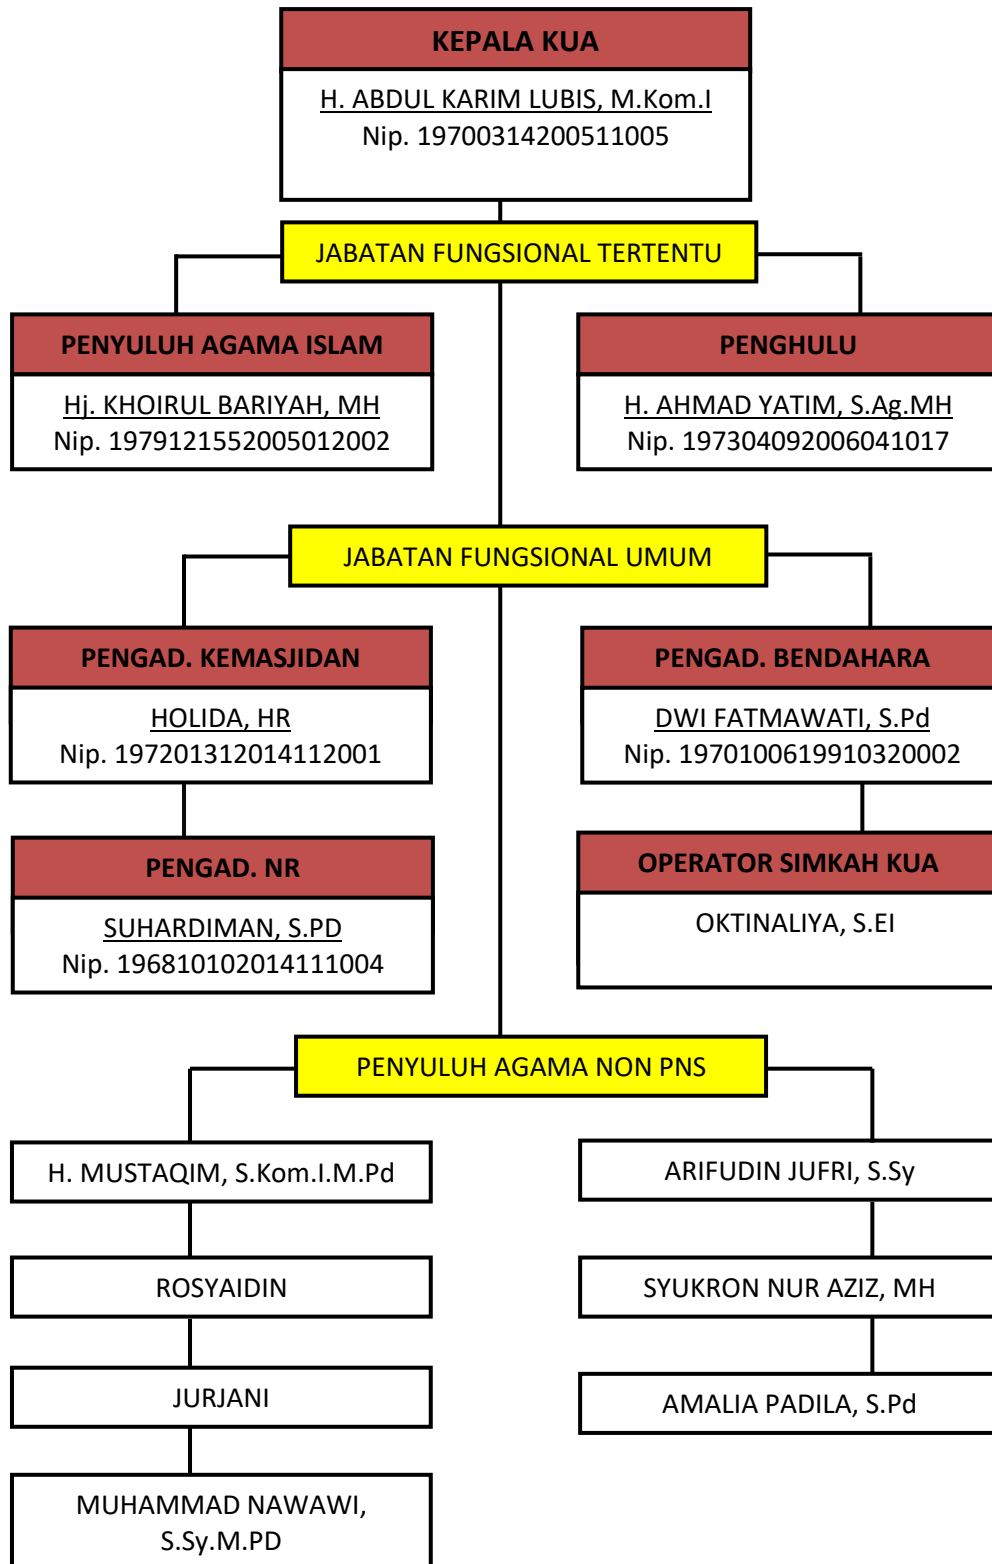 KEPALA KUA
H. ABDUL KARIM LUBIS, M.Kom.I
Nip. 19700314200511005
JABATAN FUNGSIONAL TERTENTU
PENYULUH AGAMA ISLAM
Hj. KHOIRUL BARIYAH, MH
Nip. 1979121552005012002
PENGHULU
H. AHMAD YATIM, S.Ag.MH
Nip. 197304092006041017
JABATAN FUNGSIONAL UMUM
PENGAD. KEMASJIDAN
HOLIDA, HR
Nip. 197201312014112001
PENGAD. BENDAHARA
DWI FATMAWATI, S.Pd
Nip. 1970100619910320002
PENGAD. NR
SUHARDIMAN, S.PD
Nip. 196810102014111004
OPERATOR SIMKAH KUA
OKTINALIYA, S.EI
PENYULUH AGAMA NON PNS
H. MUSTAQIM, S.Kom.I.M.Pd
ARIFUDIN JUFRI, S.Sy
ROSYAIDIN
SYUKRON NUR AZIZ, MH
JURJANI
AMALIA PADILA, S.Pd
MUHAMMAD NAWAWI,
S.Sy.M.PD